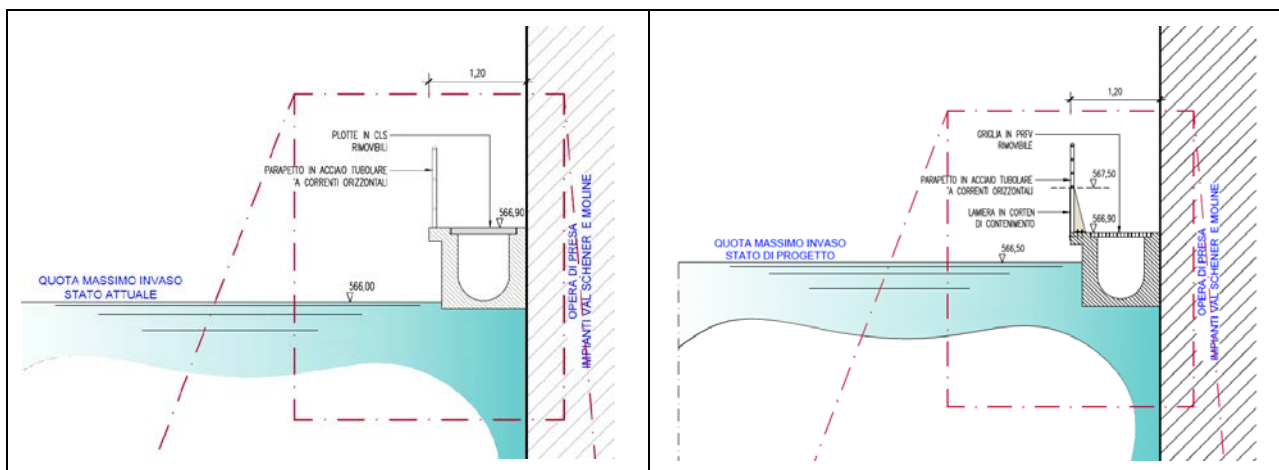 1,20
PLOTTE IN CLS
RIMOVIBILI
PARAPETTO IN ACCIAIO TUBOLARE
A CORRENTI ORIZZONTALI
566,90
QUOTA MASSIMO INVASO
STATO ATTUALE
566,00
OPERA DI PRESA
IMPIANTI VAL SCHENER E MOLINE
1,20
GRIGLIA IN PRFV
RIMOVIBILE
PARAPETTO IN ACCIAIO TUBOLARE
A CORRENTI ORIZZONTALI
567,50
LAMIERA IN CORTEN
DI CONTENIMENTO
566,90
QUOTA MASSIMO INVASO
STATO DI PROGETTO
566,50
OPERA DI PRESA
IMPIANTI VAL SCHENER E MOLINE